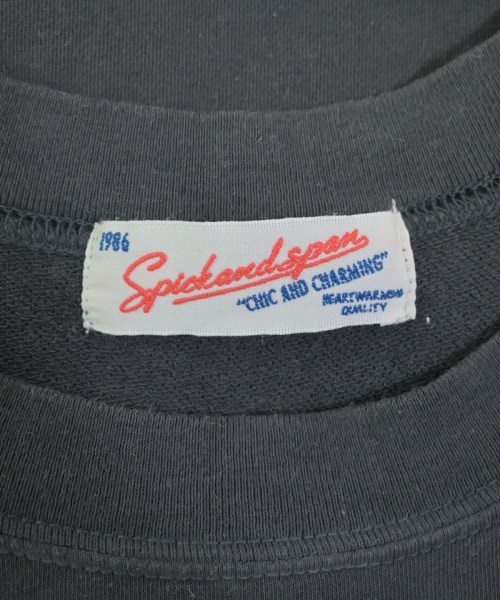 1986
Spickandspan
"CHIC AND CHARMING"
HEARTWARMING
QUALITY